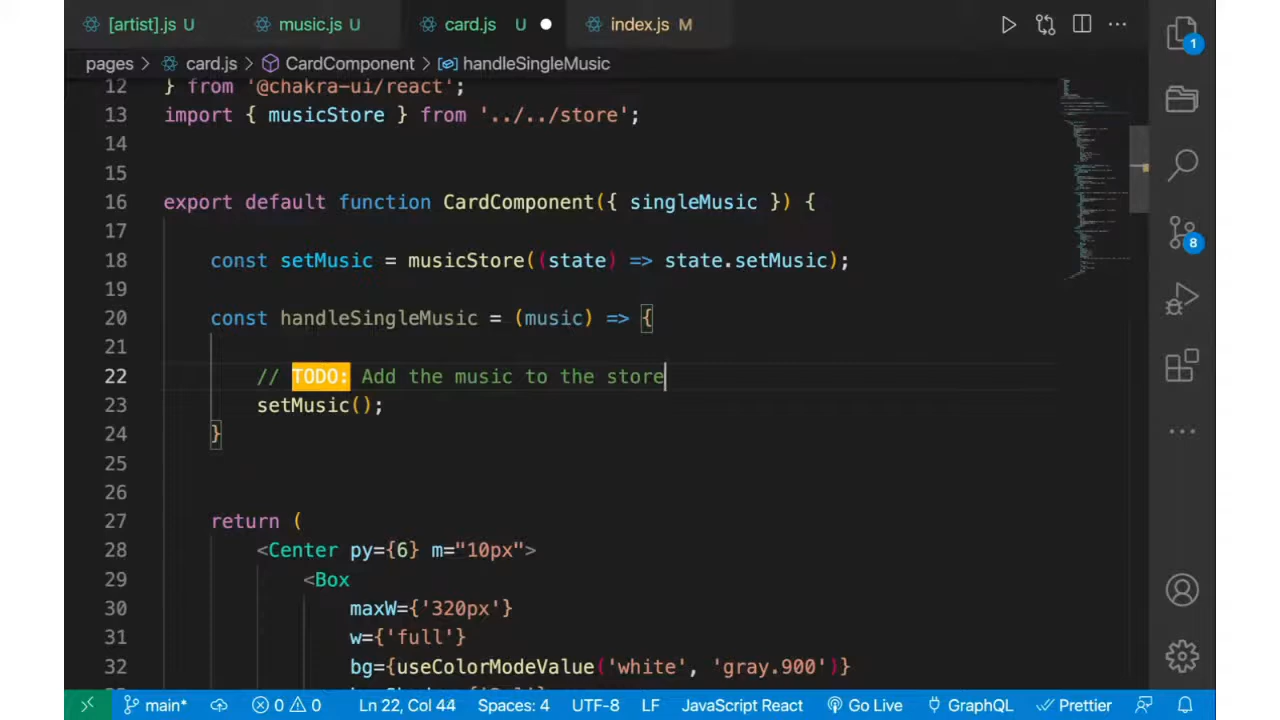 [artist].js U music.js U card.js U index.js M
pages > card.js > CardComponent > handleSingleMusic
1
12 } from '@chakra-ui/react';
13 import { musicStore } from '../../store';
14
15
16 export default function CardComponent({ singleMusic }) {
17
18 const setMusic = musicStore((state) => state.setMusic);
8
19
20 const handleSingleMusic = (music) => {
21
22 // TODO: Add the music to the store
23 setMusic();
24 }
25
26
27 return (
28 <Center py={6} m="10px">
29 <Box
30 maxW={'320px'}
31 w={'full'}
32 bg={useColorModeValue('white', 'gray.900')}
main* 0 0 Ln 22, Col 44 Spaces: 4 UTF-8 LF JavaScript React Go Live GraphQL Prettier